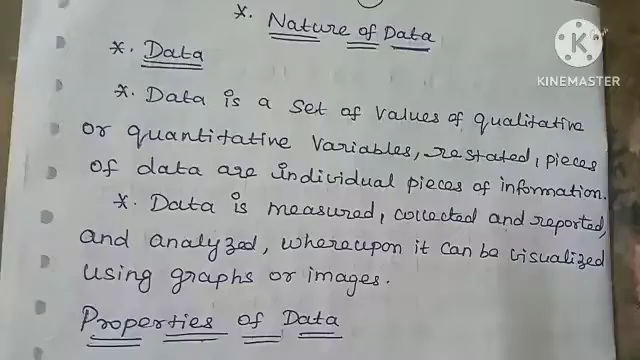 *. Nature of Data
*. Data
*. Data is a set of values of qualitative
or quantitative variables, restated, pieces
of data are individual pieces of information.
*. Data is measured, collected and reported,
and analyzed, whereupon it can be visualized
using graphs or images.
Properties of Data
K
KINEMASTER